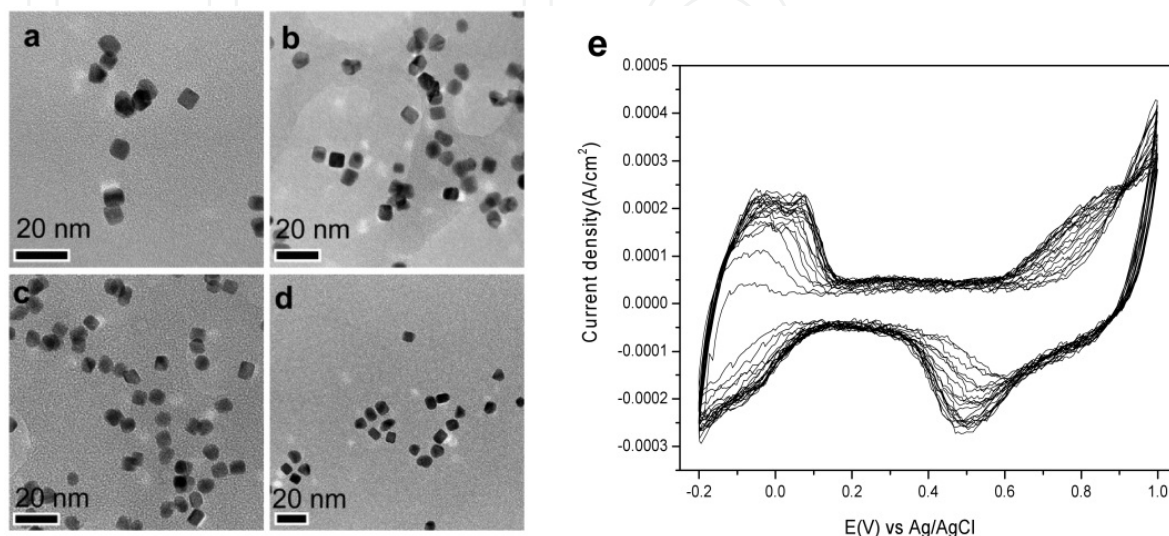 a
20 nm
b
20 nm
c
20 nm
d
20 nm
e
Current density(A/cm²)
0.0005
0.0004
0.0003
0.0002
0.0001
0.0000
-0.0001
-0.0002
-0.0003
-0.2 0.0 0.2 0.4 0.6 0.8 1.0
E(V) vs Ag/AgCl